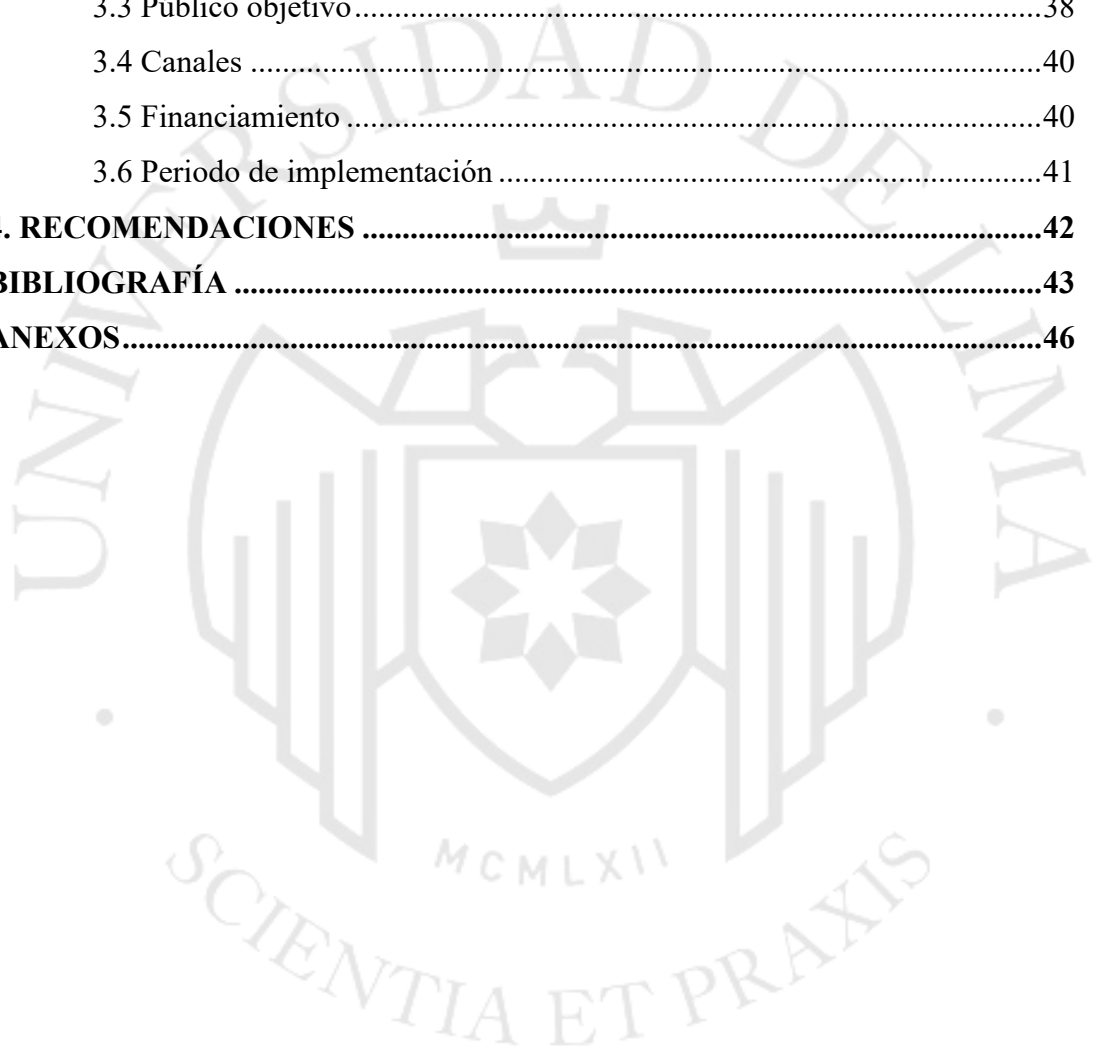 3.3 Público objetivo....................................................................................38
3.4 Canales ..................................................................................................40
3.5 Financiamiento ......................................................................................40
3.6 Periodo de implementación ...................................................................41
4. RECOMENDACIONES .....................................................................................42
BIBLIOGRAFÍA .....................................................................................................43
ANEXOS...................................................................................................................46
UNIVERSIDAD DE LIMA
MCMLXII
SCIENTIA ET PRAXIS